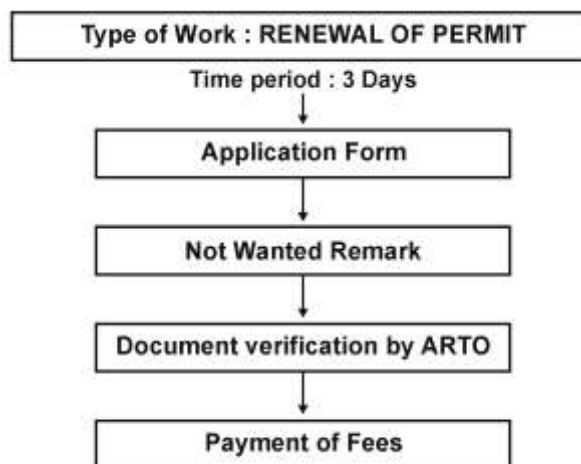 Type of Work : RENEWAL OF PERMIT
Time period : 3 Days
Application Form
Not Wanted Remark
Document verification by ARTO
Payment of Fees